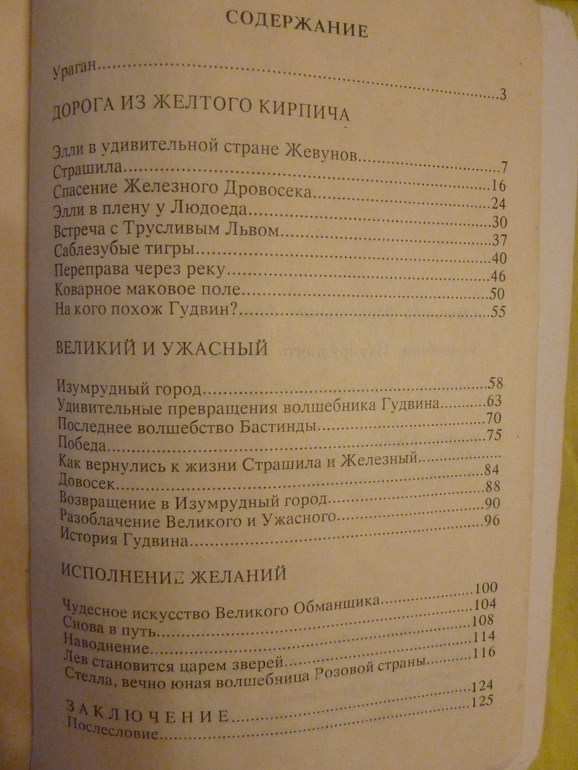 СОДЕРЖАНИЕ
Ураган...3
ДОРОГА ИЗ ЖЕЛТОГО КИРПИЧА
Элли в удивительной стране Жевунов...7
Страшила...16
Спасение Железного Дровосека...24
Элли в плену у Людоеда...30
Встреча с Трусливым Львом...37
Саблезубые тигры...40
Переправа через реку...46
Коварное маковое поле...50
На кого похож Гудвин?...55
ВЕЛИКИЙ И УЖАСНЫЙ
Изумрудный город...58
Удивительные превращения волшебника Гудвина...63
Последнее волшебство Бастинды...70
Победа...75
Как вернулись к жизни Страшила и Железный...
Довосек...84
Возвращение в Изумрудный город...88
Разоблачение Великого и Ужасного...90
История Гудвина...96
ИСПОЛНЕНИЕ ЖЕЛАНИЙ
Чудесное искусство Великого Обманщика...100
Снова в путь...104
Наводнение...108
Лев становится царем зверей...114
Стелла, вечно юная волшебница Розовой страны...116
ЗАКЛЮЧЕНИЕ...124
Послесловие...125